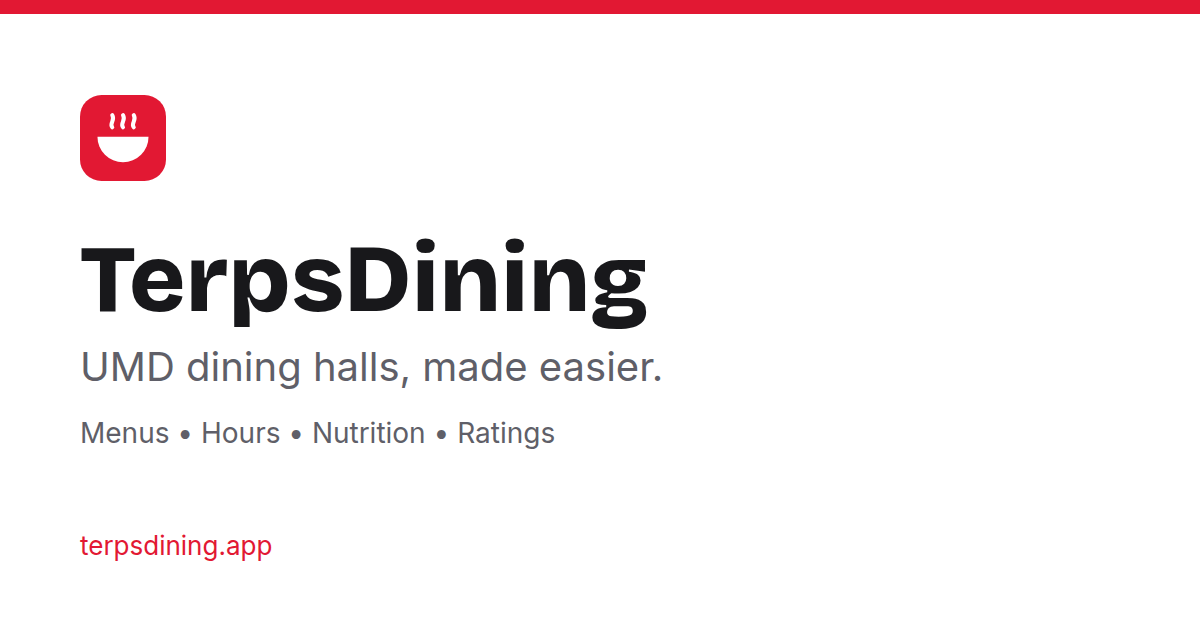 TerpsDining
UMD dining halls, made easier.
Menus • Hours • Nutrition • Ratings
terpsdining.app